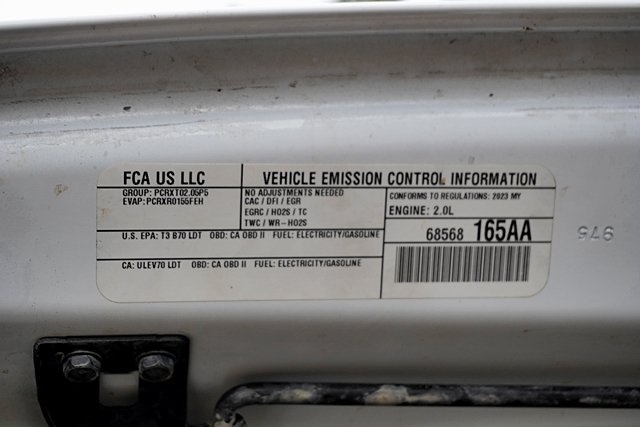 FCA US LLC
GROUP: PCRXT02.05P5
EVAP: PCRXR0155FEH
VEHICLE EMISSION CONTROL INFORMATION
NO ADJUSTMENTS NEEDED
CAC / DFI / EGR
EGRC / HO2S / TC
TWC / WR-HO2S
CONFORMS TO REGULATIONS: 2023 MY
ENGINE: 2.0L
U.S. EPA: T3 B70 LDT OBD: CA OBD II FUEL: ELECTRICITY/GASOLINE
CA: ULEV70 LDT OBD: CA OBD II FUEL: ELECTRICITY/GASOLINE
68568 165AA